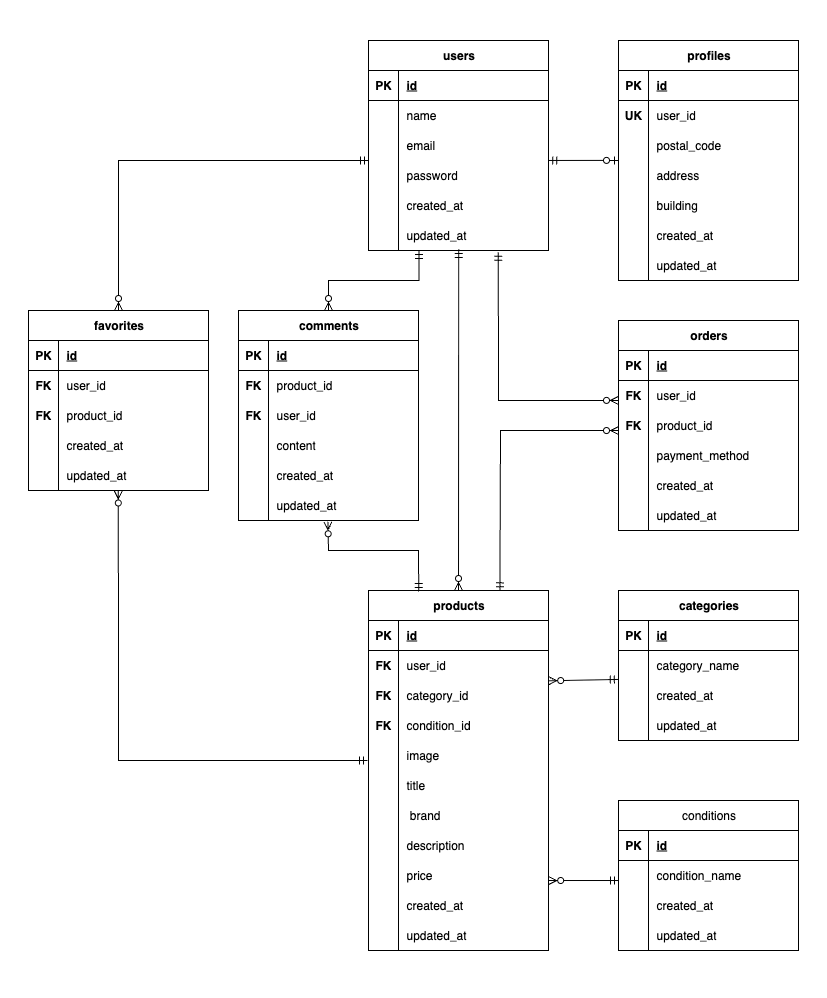 users
PK id
name
email
password
created_at
updated_at
profiles
PK id
UK user_id
postal_code
address
building
created_at
updated_at
favorites
PK id
FK user_id
FK product_id
created_at
updated_at
comments
PK id
FK product_id
FK user_id
content
created_at
updated_at
orders
PK id
FK user_id
FK product_id
payment_method
created_at
updated_at
products
PK id
FK user_id
FK category_id
FK condition_id
image
title
brand
description
price
created_at
updated_at
categories
PK id
category_name
created_at
updated_at
conditions
PK id
condition_name
created_at
updated_at